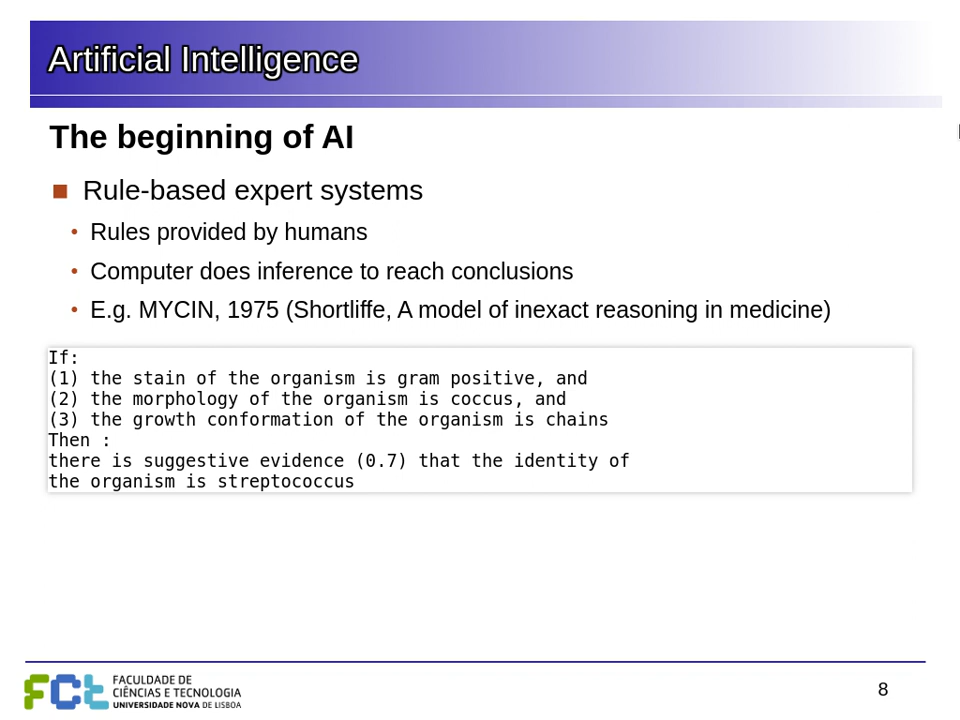 Artificial Intelligence
The beginning of AI
Rule-based expert systems
Rules provided by humans
Computer does inference to reach conclusions
E.g. MYCIN, 1975 (Shortliffe, A model of inexact reasoning in medicine)
If:
(1) the stain of the organism is gram positive, and
(2) the morphology of the organism is coccus, and
(3) the growth conformation of the organism is chains
Then :
there is suggestive evidence (0.7) that the identity of
the organism is streptococcus
FCT
FACULDADE DE
CIÊNCIAS E TECNOLOGIA
UNIVERSIDADE NOVA DE LISBOA
8